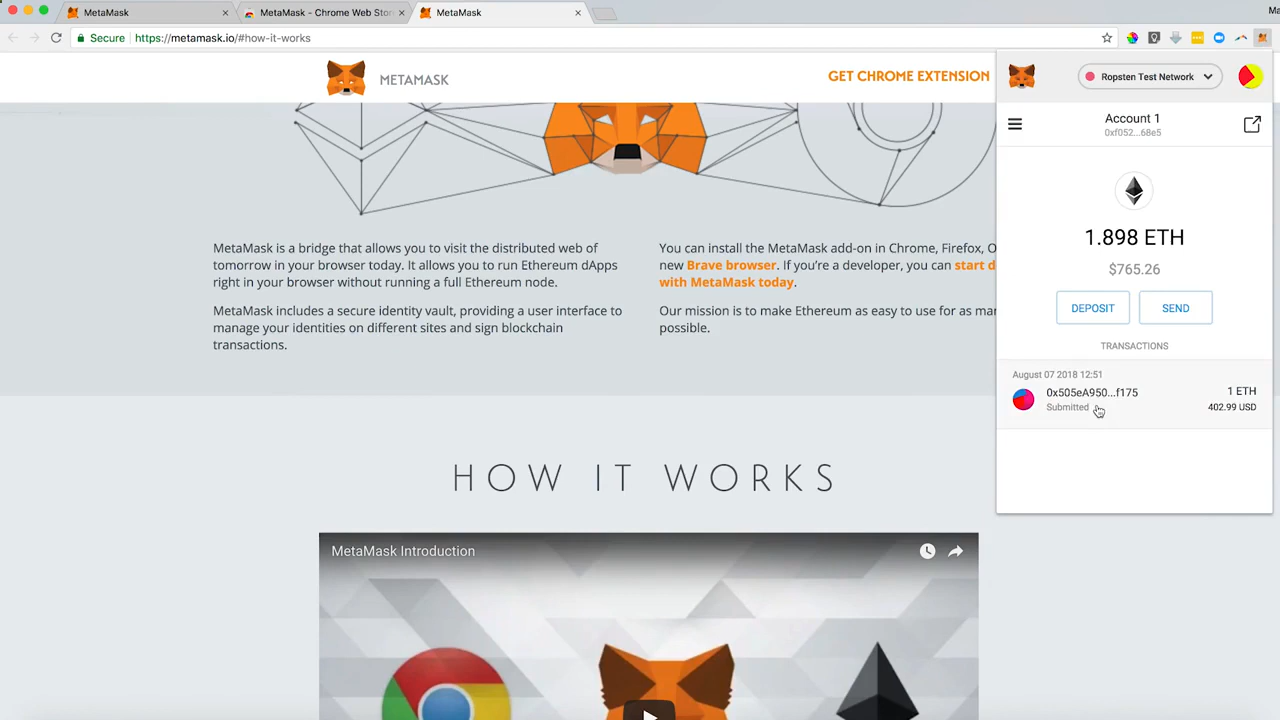 MetaMask
MetaMask - Chrome Web Stor
MetaMask
Ma
Secure
https://metamask.io/#how-it-works
METAMASK
GET CHROME EXTENSION
MetaMask is a bridge that allows you to visit the distributed web of
tomorrow in your browser today. It allows you to run Ethereum dApps
right in your browser without running a full Ethereum node.
MetaMask includes a secure identity vault, providing a user interface to
manage your identities on different sites and sign blockchain
transactions.
You can install the MetaMask add-on in Chrome, Firefox, O
new Brave browser. If you're a developer, you can start d
with MetaMask today.
Our mission is to make Ethereum as easy to use for as man
possible.
HOW IT WORKS
MetaMask Introduction
Ropsten Test Network
Account 1
0xf052...68e5
1.898 ETH
$765.26
DEPOSIT
SEND
TRANSACTIONS
August 07 2018 12:51
0x505eA950...f175
1 ETH
Submitted
402.99 USD